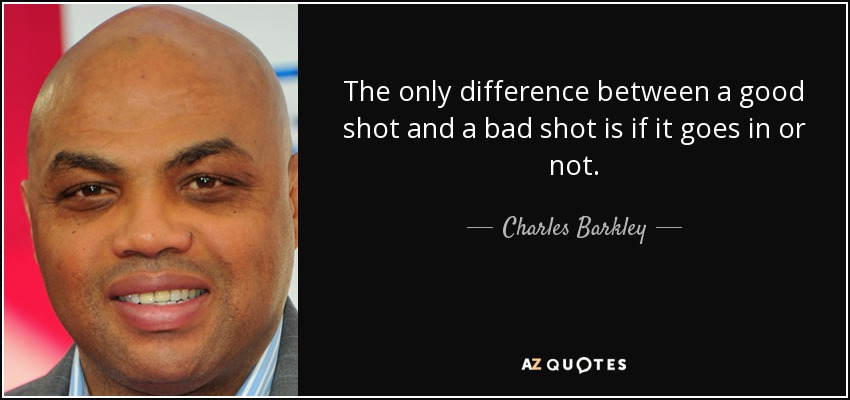 The only difference between a good
shot and a bad shot is if it goes in or
not.
Charles Barkley
AZ QUOTES